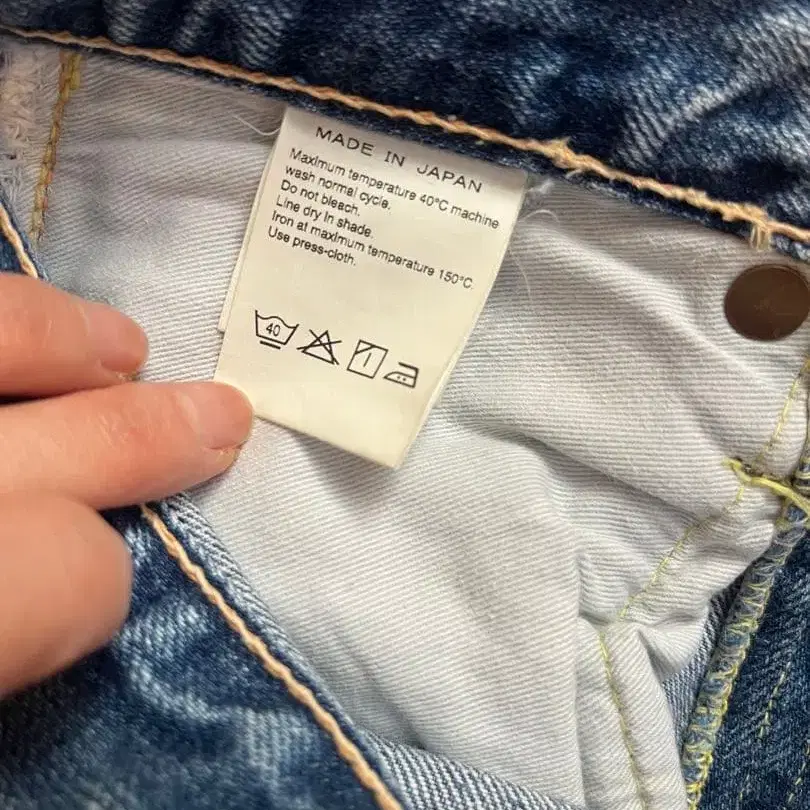 MADE IN JAPAN
Maximum temperature 40°C machine
wash normal cycle.
Do not bleach.
Line dry in shade.
Iron at maximum temperature 150°C.
Use press-cloth.
40